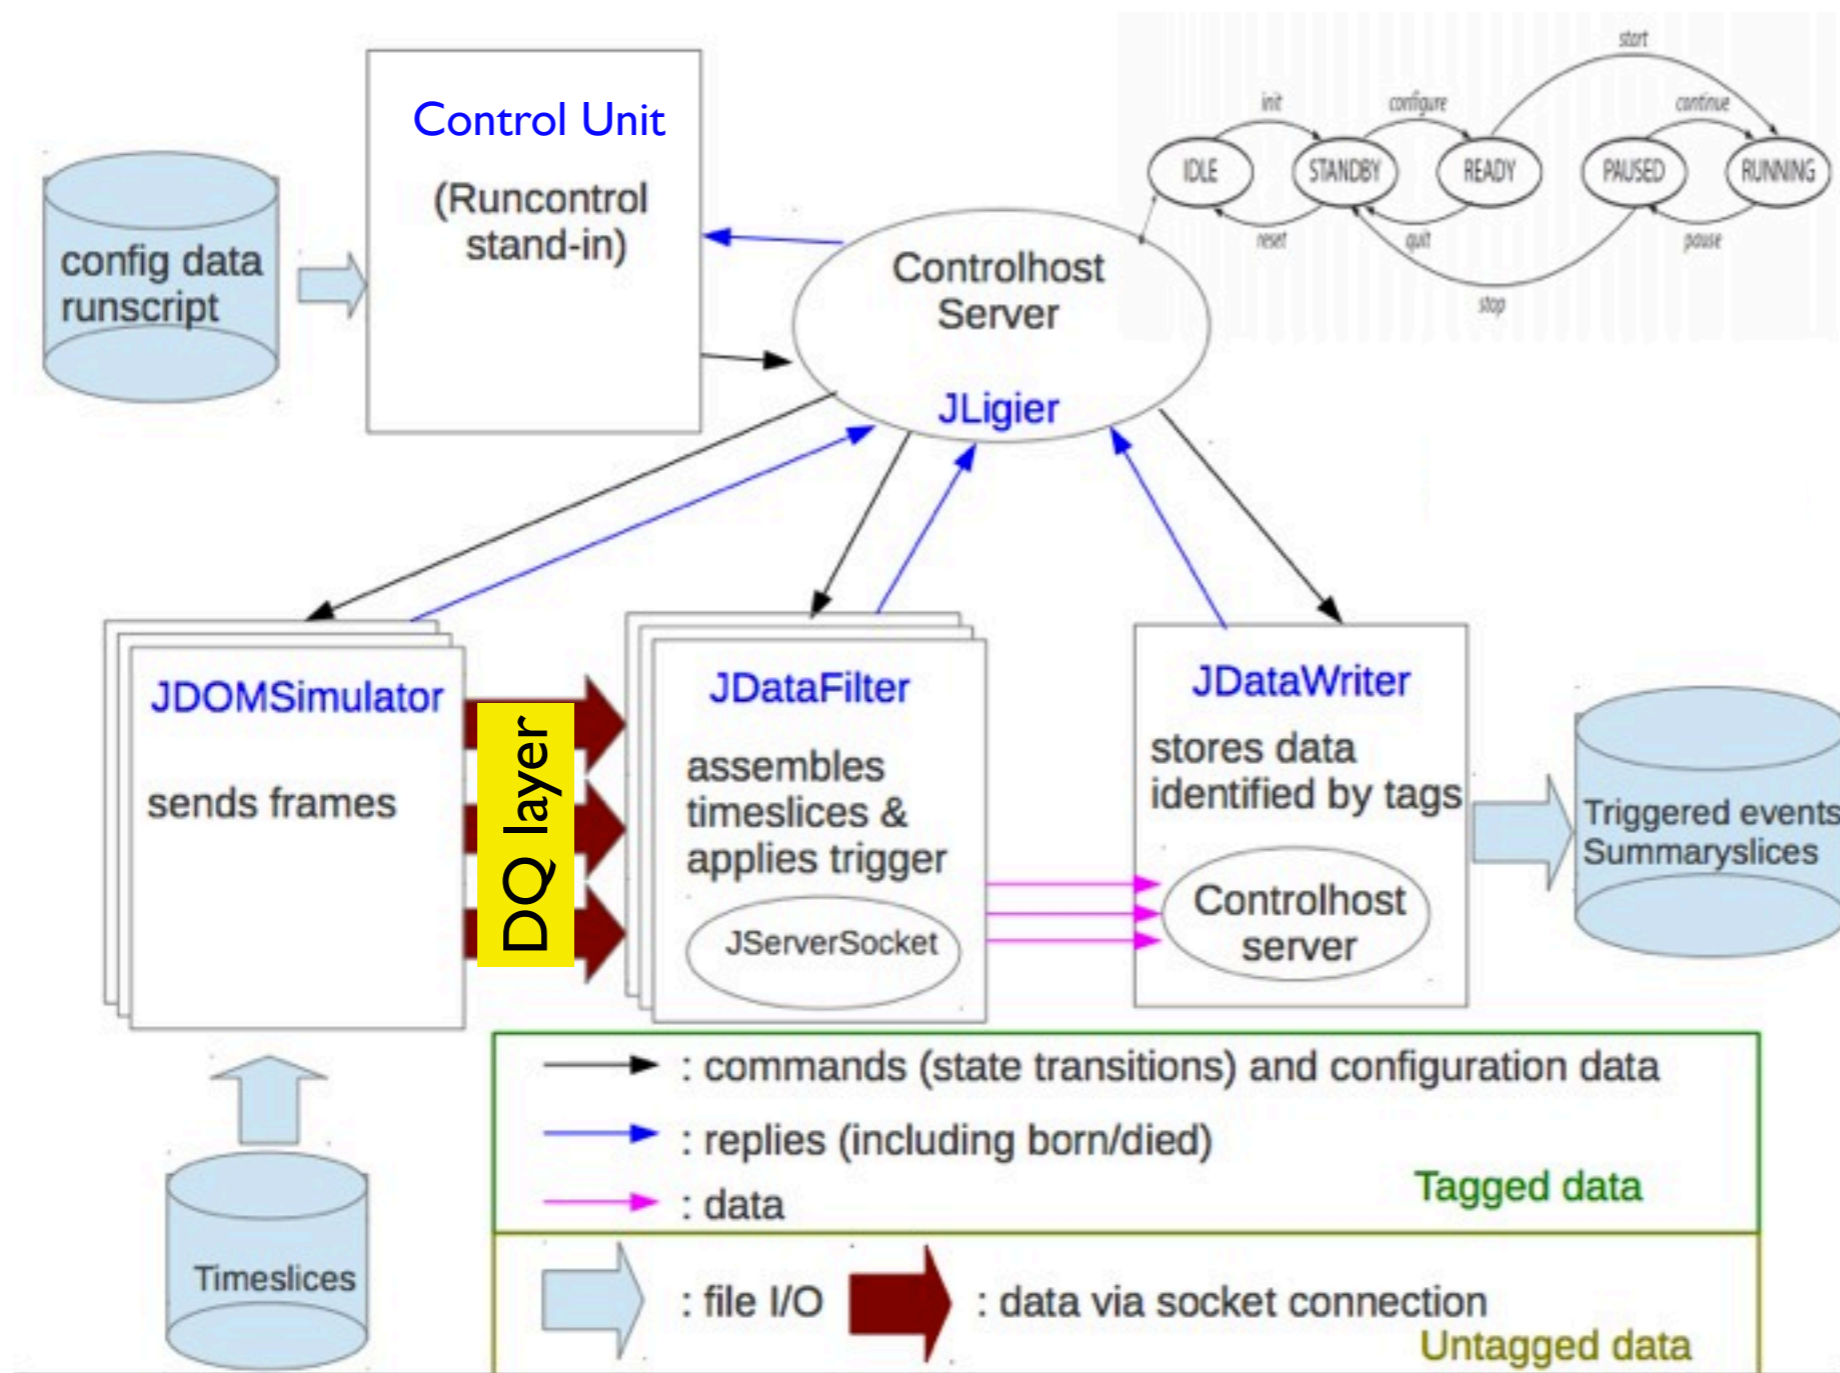 Control Unit
(Runcontrol
stand-in)
config data
runscript
Controlhost
Server
JLigier
start
init
configure
continue
IDLE
STANDBY
READY
PAUSED
RUNNING
reset
quit
pause
stop
JDOMSimulator
sends frames
DQ layer
JDataFilter
assembles
timeslices &
applies trigger
JServerSocket
JDataWriter
stores data
identified by tags
Controlhost
server
Triggered events
Summaryslices
Timeslices
: commands (state transitions) and configuration data
: replies (including born/died)
: data
Tagged data
: file I/O
: data via socket connection
Untagged data